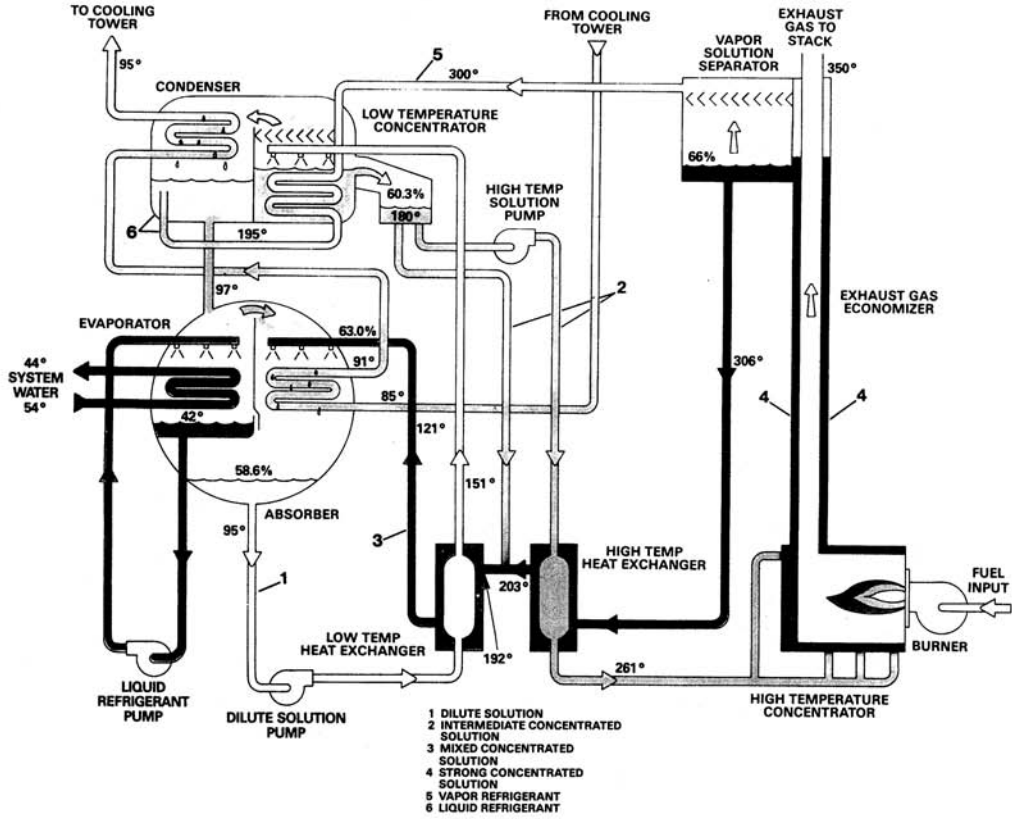 TO COOLING
TOWER
95°
CONDENSER
FROM COOLING
TOWER
EXHAUST
GAS TO
STACK
350°
VAPOR
SOLUTION
SEPARATOR
5
300°
LOW TEMPERATURE
CONCENTRATOR
66%
60.3%
180°
HIGH TEMP
SOLUTION
PUMP
6
195°
97°
2
EXHAUST GAS
ECONOMIZER
EVAPORATOR
63.0%
91°
44°
SYSTEM
WATER
54°
85°
42°
121°
306°
4
4
58.6%
ABSORBER
95°
151°
3
1
HIGH TEMP
HEAT EXCHANGER
203°
192°
FUEL
INPUT
BURNER
LOW TEMP
HEAT EXCHANGER
261°
LIQUID
REFRIGERANT
PUMP
DILUTE SOLUTION
PUMP
HIGH TEMPERATURE
CONCENTRATOR
1 DILUTE SOLUTION
2 INTERMEDIATE CONCENTRATED
SOLUTION
3 MIXED CONCENTRATED
SOLUTION
4 STRONG CONCENTRATED
SOLUTION
5 VAPOR REFRIGERANT
6 LIQUID REFRIGERANT